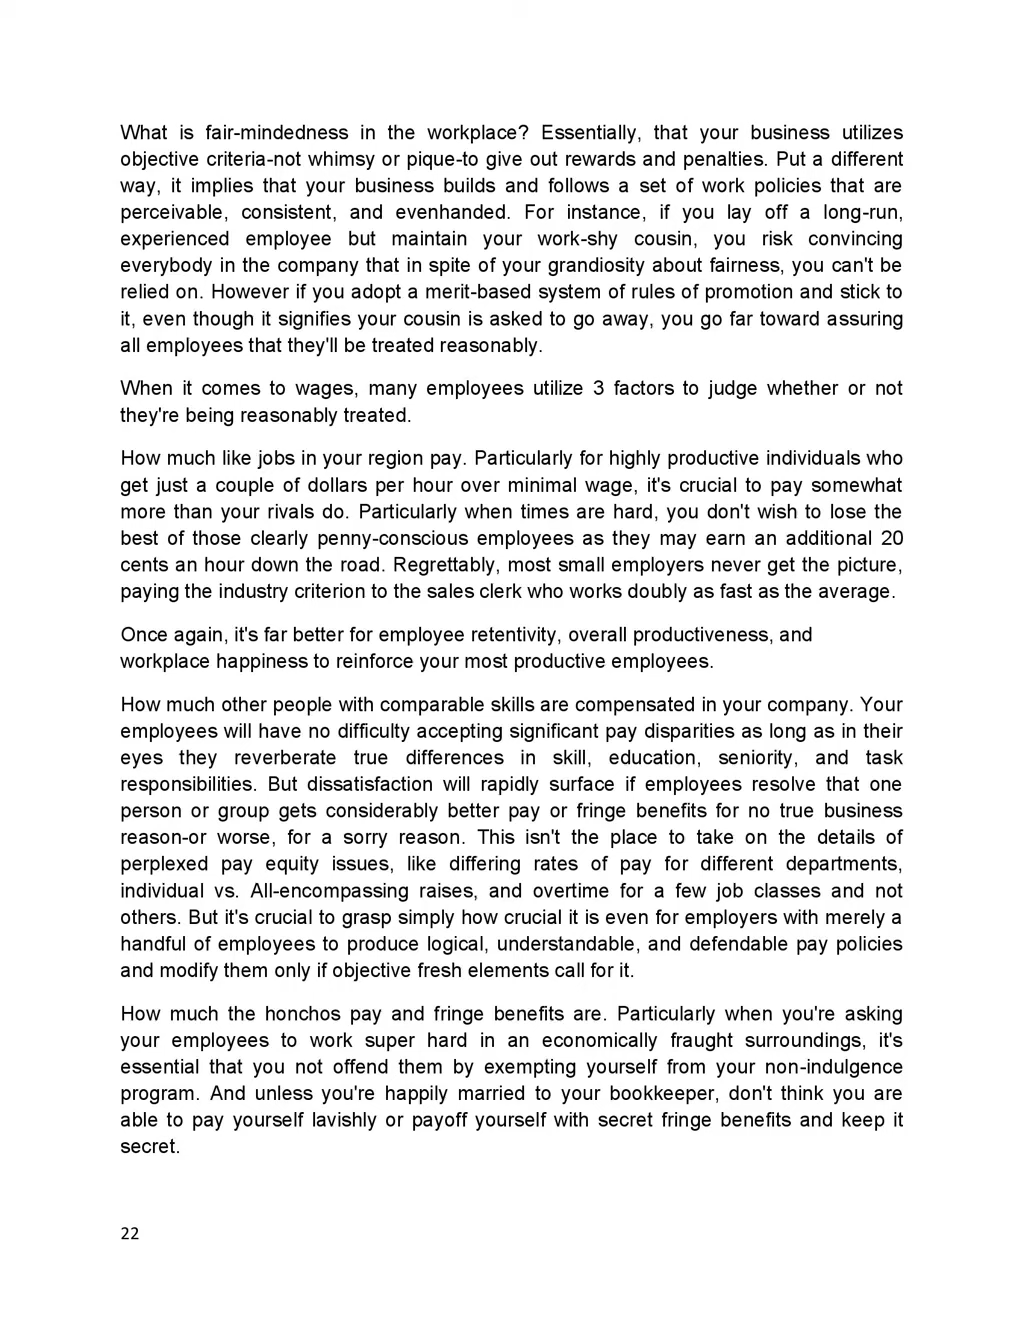 What is fair-mindedness in the workplace? Essentially, that your business utilizes
objective criteria-not whimsy or pique-to give out rewards and penalties. Put a different
way, it implies that your business builds and follows a set of work policies that are
perceivable, consistent, and evenhanded. For instance, if you lay off a long-run,
experienced employee but maintain your work-shy cousin, you risk convincing
everybody in the company that in spite of your grandiosity about fairness, you can't be
relied on. However if you adopt a merit-based system of rules of promotion and stick to
it, even though it signifies your cousin is asked to go away, you go far toward assuring
all employees that they'll be treated reasonably.
When it comes to wages, many employees utilize 3 factors to judge whether or not
they're being reasonably treated.
How much like jobs in your region pay. Particularly for highly productive individuals who
get just a couple of dollars per hour over minimal wage, it's crucial to pay somewhat
more than your rivals do. Particularly when times are hard, you don't wish to lose the
best of those clearly penny-conscious employees as they may earn an additional 20
cents an hour down the road. Regrettably, most small employers never get the picture,
paying the industry criterion to the sales clerk who works doubly as fast as the average.
Once again, it's far better for employee retentivity, overall productiveness, and
workplace happiness to reinforce your most productive employees.
How much other people with comparable skills are compensated in your company. Your
employees will have no difficulty accepting significant pay disparities as long as in their
eyes they reverberate true differences in skill, education, seniority, and task
responsibilities. But dissatisfaction will rapidly surface if employees resolve that one
person or group gets considerably better pay or fringe benefits for no true business
reason-or worse, for a sorry reason. This isn't the place to take on the details of
perplexed pay equity issues, like differing rates of pay for different departments,
individual vs. All-encompassing raises, and overtime for a few job classes and not
others. But it's crucial to grasp simply how crucial it is even for employers with merely a
handful of employees to produce logical, understandable, and defendable pay policies
and modify them only if objective fresh elements call for it.
How much the honchos pay and fringe benefits are. Particularly when you're asking
your employees to work super hard in an economically fraught surroundings, it's
essential that you not offend them by exempting yourself from your non-indulgence
program. And unless you're happily married to your bookkeeper, don't think you are
able to pay yourself lavishly or payoff yourself with secret fringe benefits and keep it
secret.
22